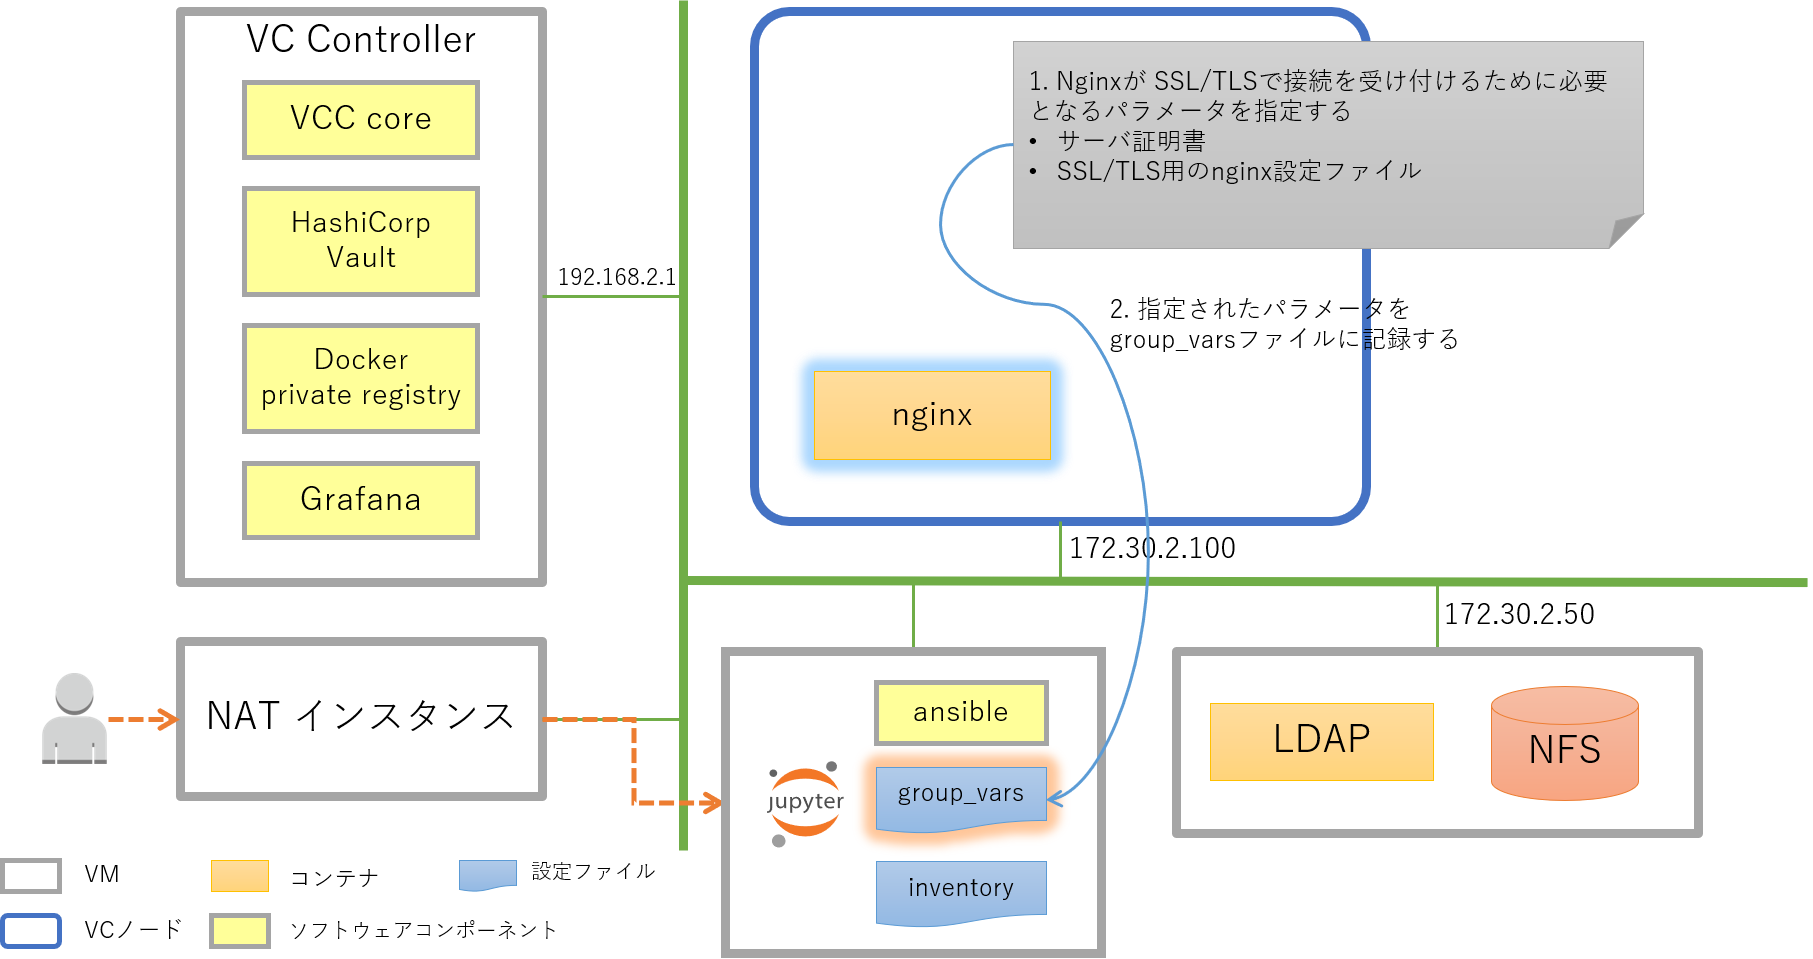 VC Controller
VCC core
HashiCorp
Vault
Docker
private registry
Grafana
192.168.2.1
1. Nginxが SSL/TLSで接続を受け付けるために必要
となるパラメータを指定する
• サーバ証明書
• SSL/TLS用のnginx設定ファイル
2. 指定されたパラメータを
group_varsファイルに記録する
nginx
172.30.2.100
172.30.2.50
NAT インスタンス
ansible
jupyter
group_vars
inventory
LDAP
NFS
VM
コンテナ
設定ファイル
VCノード
ソフトウェアコンポーネント